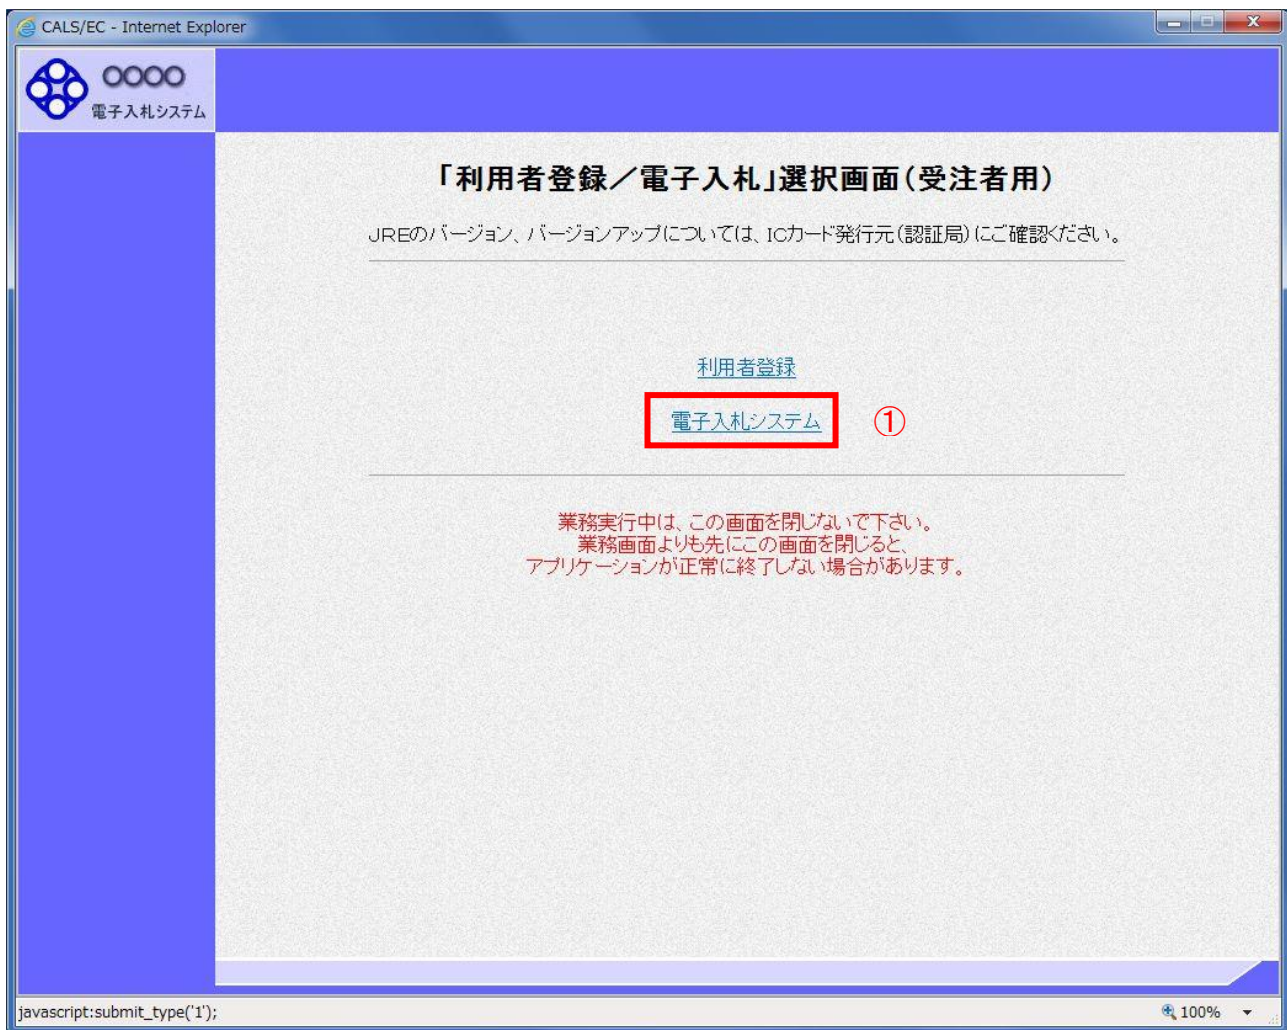 CALS/EC - Internet Explorer
○○○○
電子入札システム
「利用者登録／電子入札」選択画面(受注者用)
JREのバージョン、バージョンアップについては、ICカード発行元(認証局)にご確認ください。
利用者登録
電子入札システム ①
業務実行中は、この画面を閉じないで下さい。
業務画面よりも先にこの画面を閉じると、
アプリケーションが正常に終了しない場合があります。
javascript:submit_type('1'); 100%